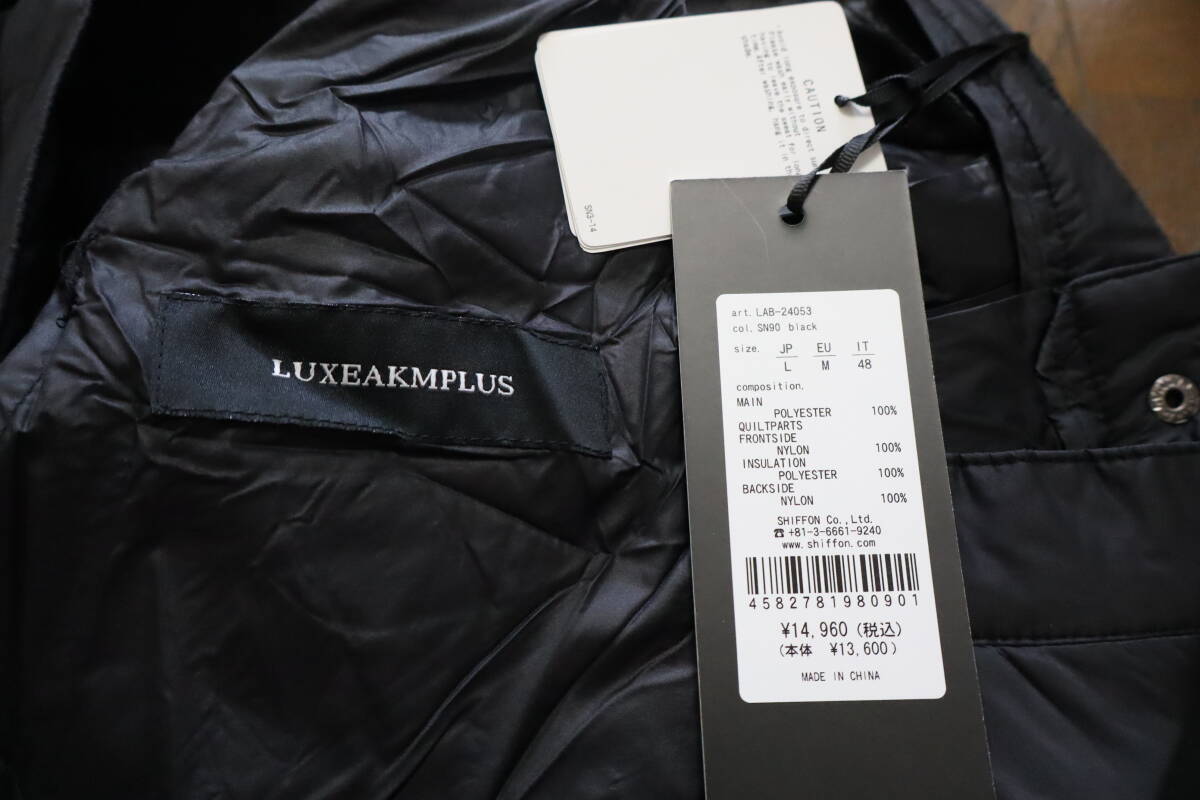 CAUTION
SN3-14
LUXEAKMPLUS
art. LAB-24053
col. SN90 black
size. JP EU IT
L M 48
composition.
MAIN
POLYESTER 100%
QUILTPARTS
FRONTSIDE
NYLON 100%
INSULATION
POLYESTER 100%
BACKSIDE
NYLON 100%
SHIFFON Co.,Ltd.
☎ +81-3-6661-9240
www.shiffon.com
4582781980901
¥14,960 (税込)
(本体 ¥13,600)
MADE IN CHINA